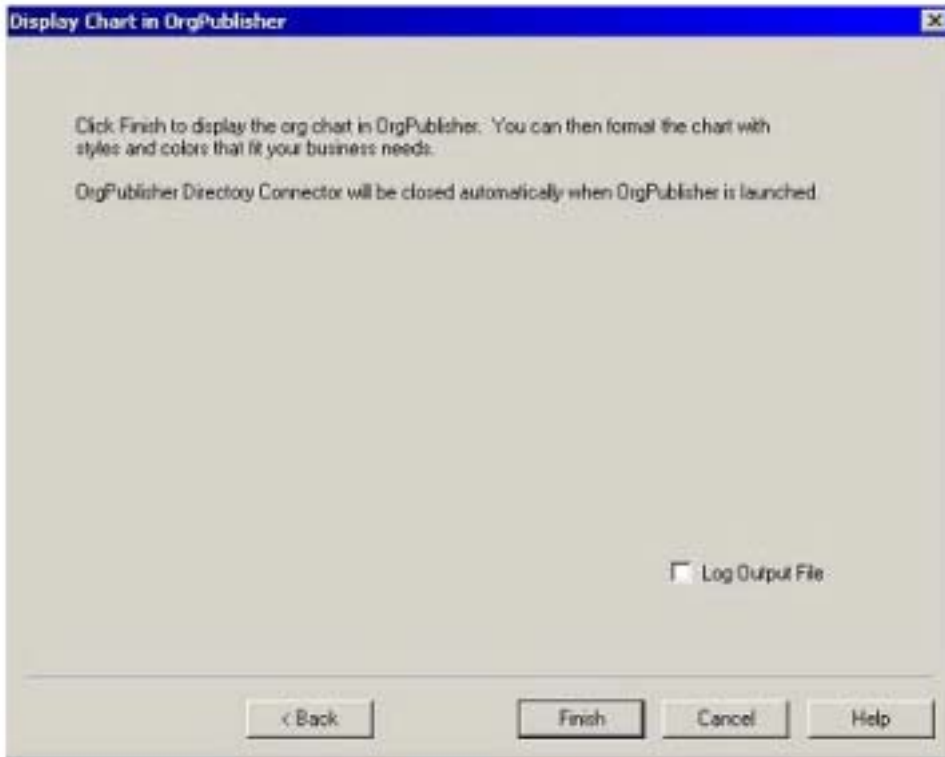 Display Chart in OrgPublisher
Click Finish to display the org chart in OrgPublisher. You can then format the chart with
styles and colors that fit your business needs.
OrgPublisher Directory Connector will be closed automatically when OrgPublisher is launched.
Log Output File
< Back
Finish
Cancel
Help